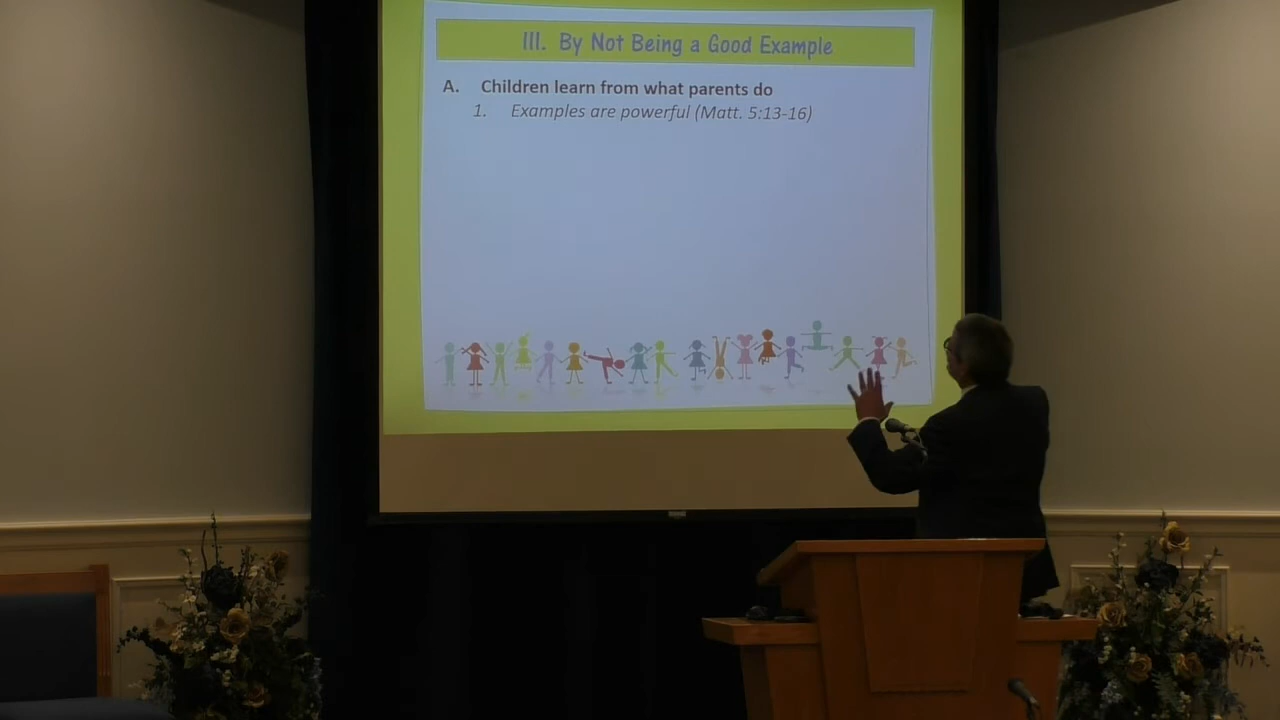 III. By Not Being a Good Example
A. Children learn from what parents do
1. Examples are powerful (Matt. 5:13-16)